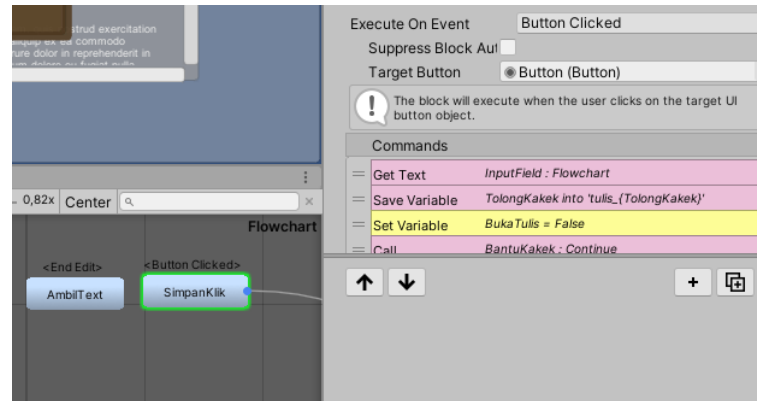 strud exercitation
aliquip ex ea commodo
rure dolor in reprehenderit in
0,82x Center
Flowchart
<End Edit>
AmbilText
<Button Clicked>
SimpanKlik
Execute On Event Button Clicked
Suppress Block Aut
Target Button Button (Button)
! The block will execute when the user clicks on the target UI
button object.
Commands
Get Text InputField : Flowchart
Save Variable TolongKakek into 'tulis_{TolongKakek}'
Set Variable BukaTulis = False
Call BantuKakek : Continue